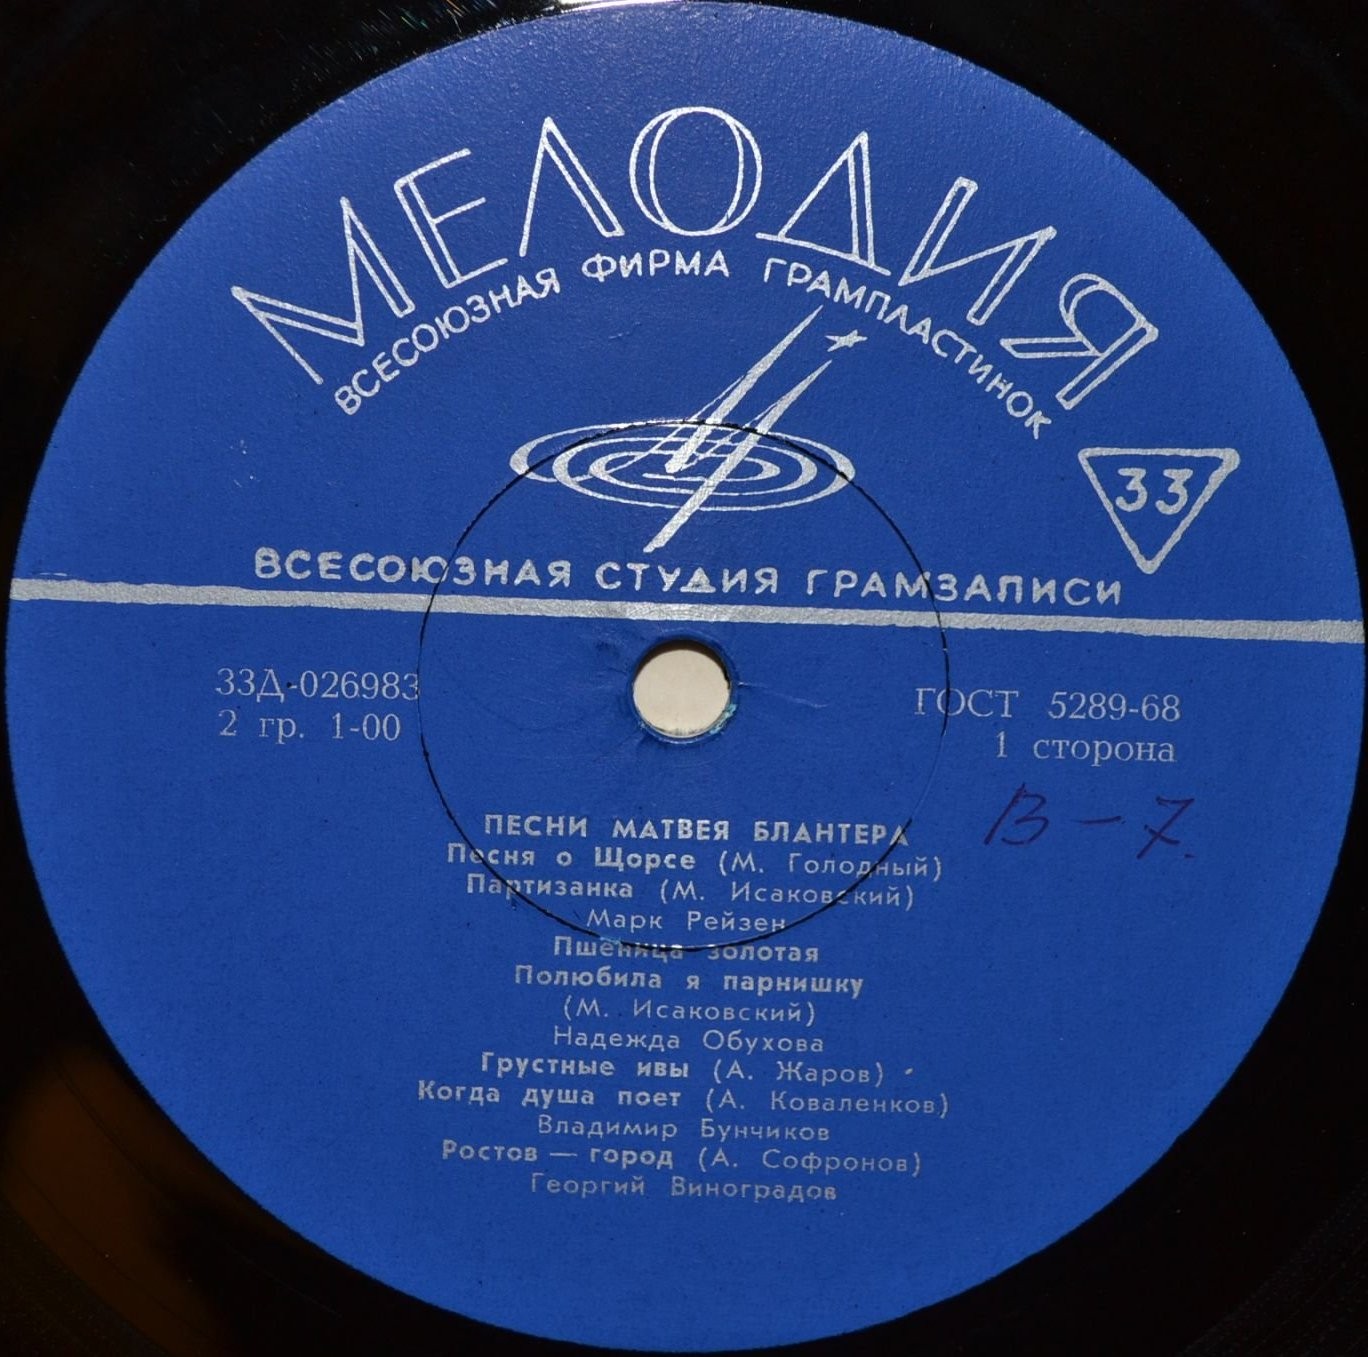 МЕЛОДИЯ
ВСЕСОЮЗНАЯ ФИРМА ГРАМПЛАСТИНОК
33
ВСЕСОЮЗНАЯ СТУДИЯ ГРАМЗАПИСИ
33Д-026983
2 гр. 1-00
ГОСТ 5289-68
1 сторона
В-7.
ПЕСНИ МАТВЕЯ БЛАНТЕРА
Песня о Щорсе (М. Голодный)
Партизанка (М. Исаковский)
Марк Рейзен
Пшеница золотая
Полюбила я парнишку
(М. Исаковский)
Надежда Обухова
Грустные ивы (А. Жаров)
Когда душа поет (А. Коваленков)
Владимир Бунчиков
Ростов — город (А. Софронов)
Георгий Виноградов